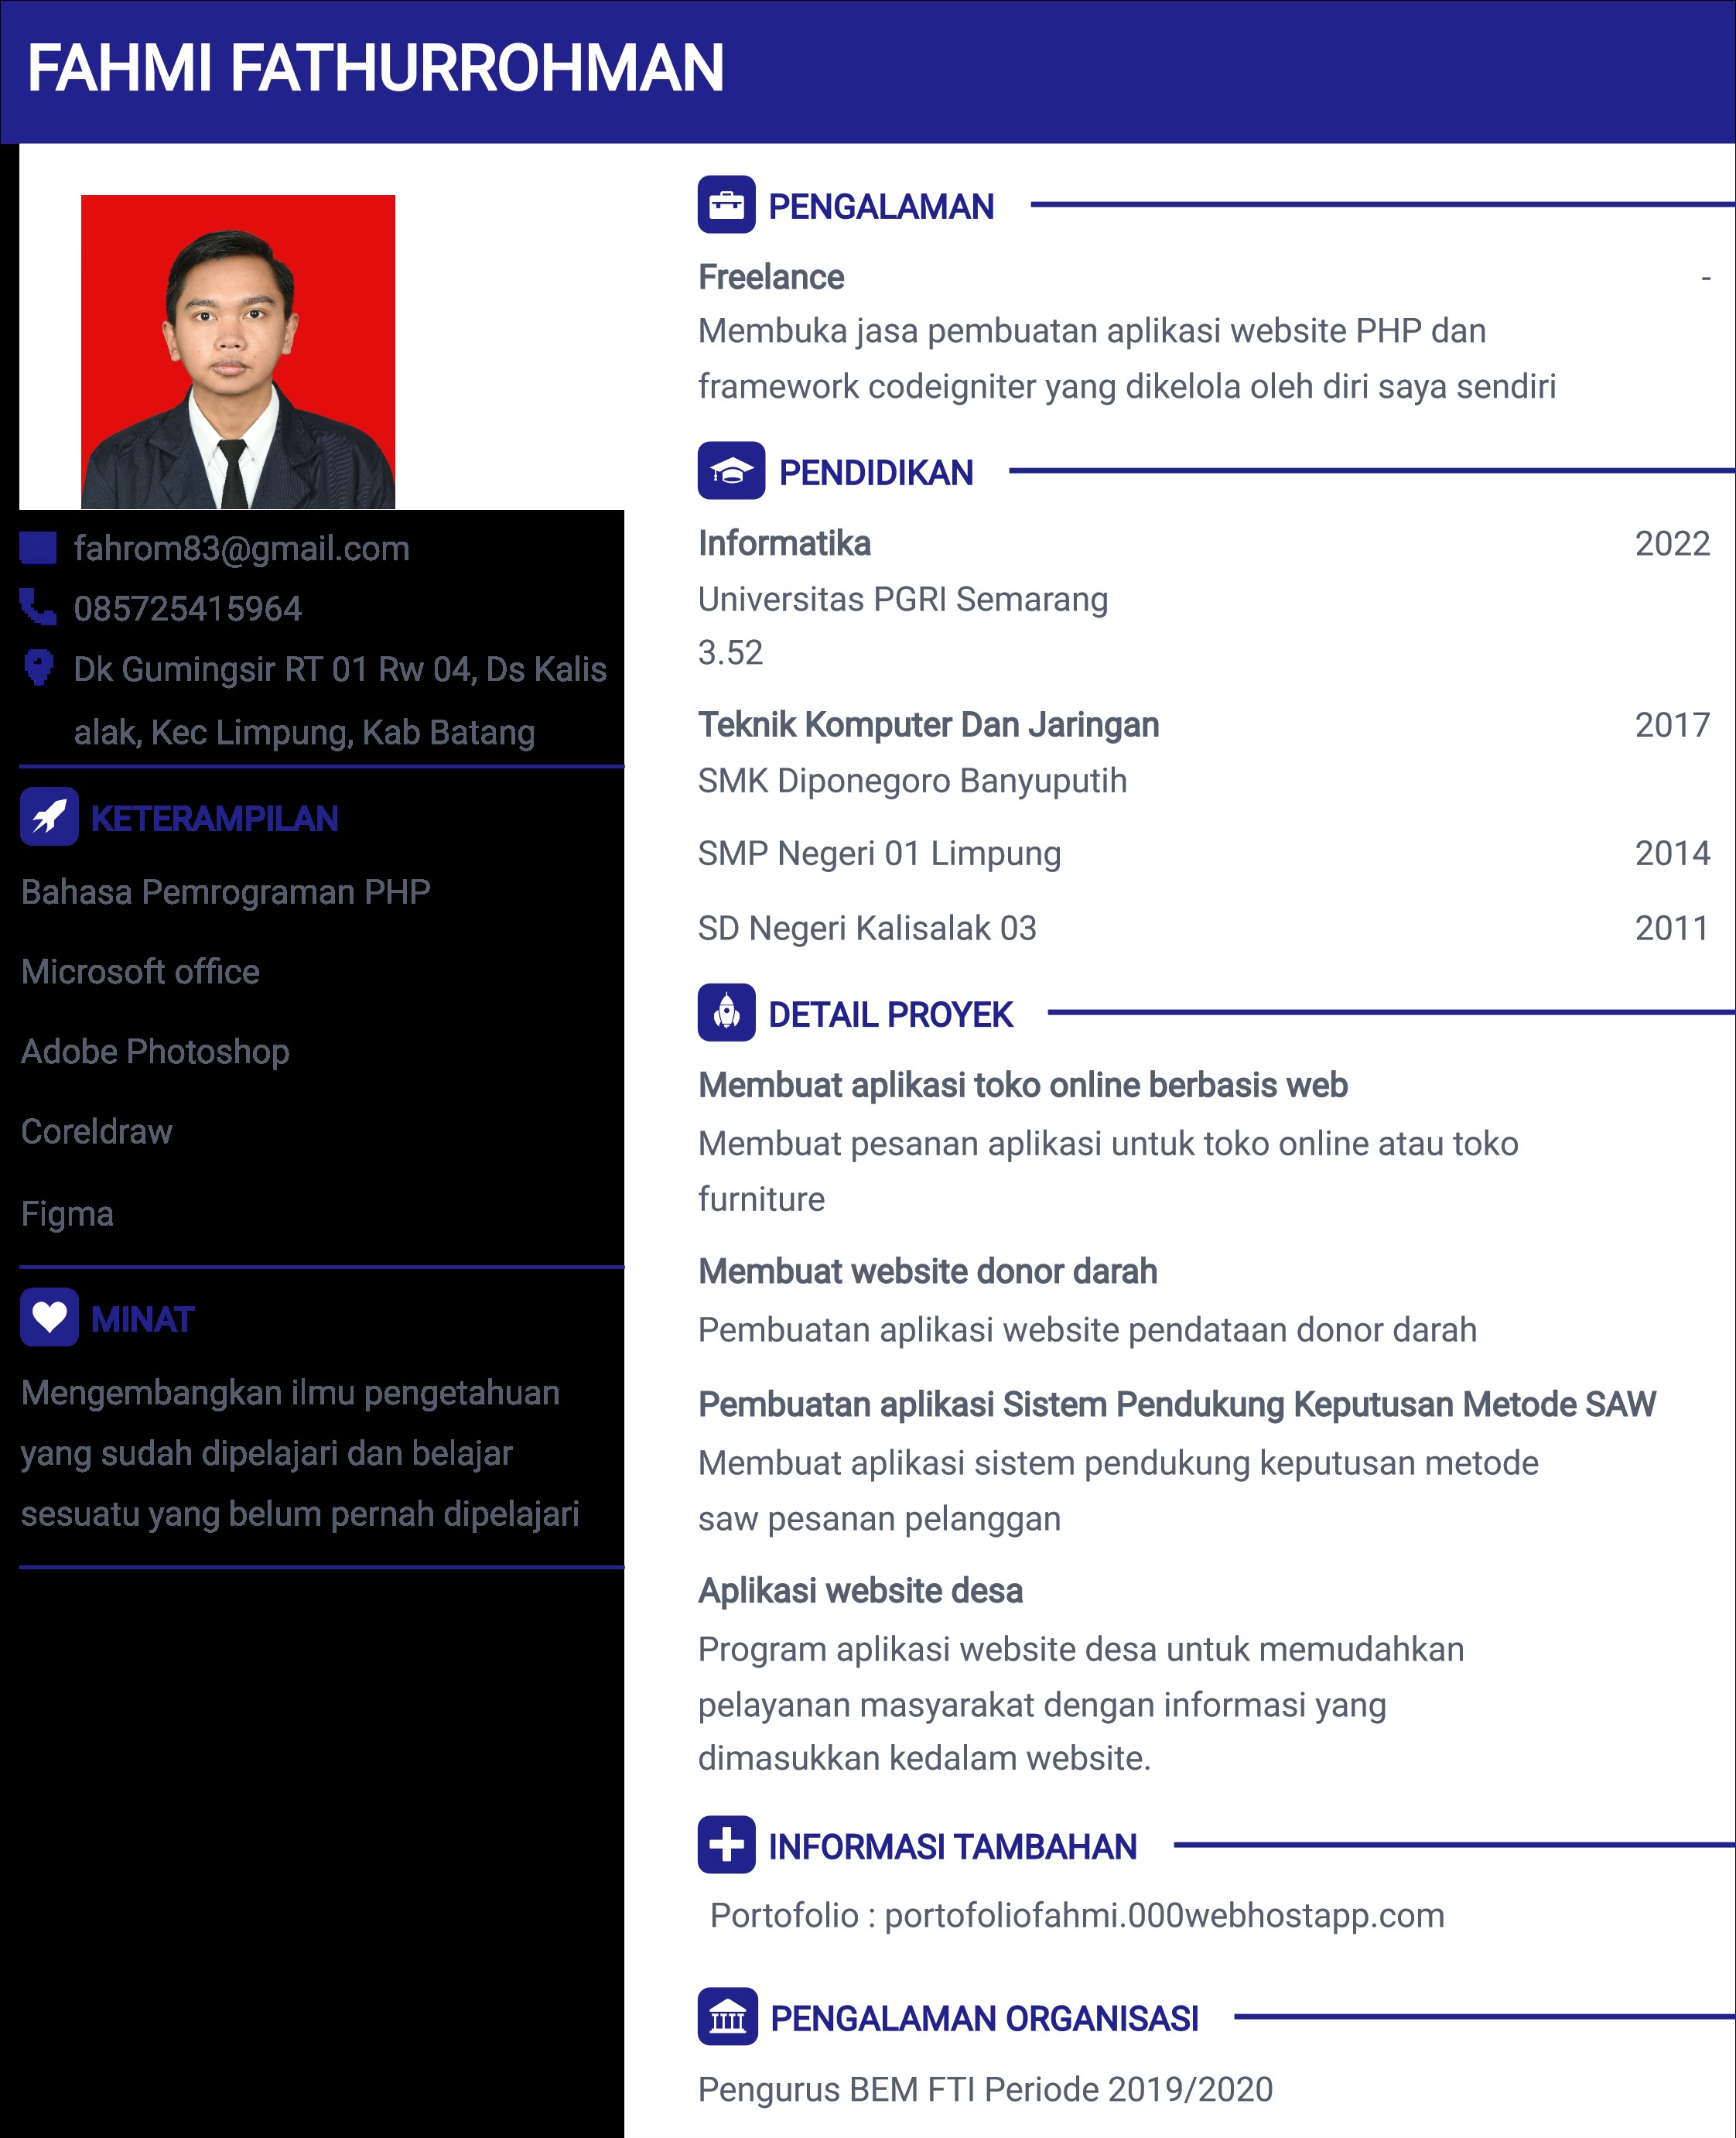 FAHMI FATHURROHMAN
fahrom83@gmail.com
085725415964
Dk Gumingsir RT 01 Rw 04, Ds Kalis
alak, Kec Limpung, Kab Batang
KETERAMPILAN
Bahasa Pemrograman PHP
Microsoft office
Adobe Photoshop
Coreldraw
Figma
MINAT
Mengembangkan ilmu pengetahuan
yang sudah dipelajari dan belajar
sesuatu yang belum pernah dipelajari
PENGALAMAN
Freelance -
Membuka jasa pembuatan aplikasi website PHP dan
framework codeigniter yang dikelola oleh diri saya sendiri
PENDIDIKAN
Informatika 2022
Universitas PGRI Semarang
3.52
Teknik Komputer Dan Jaringan 2017
SMK Diponegoro Banyuputih
SMP Negeri 01 Limpung 2014
SD Negeri Kalisalak 03 2011
DETAIL PROYEK
Membuat aplikasi toko online berbasis web
Membuat pesanan aplikasi untuk toko online atau toko
furniture
Membuat website donor darah
Pembuatan aplikasi website pendataan donor darah
Pembuatan aplikasi Sistem Pendukung Keputusan Metode SAW
Membuat aplikasi sistem pendukung keputusan metode
saw pesanan pelanggan
Aplikasi website desa
Program aplikasi website desa untuk memudahkan
pelayanan masyarakat dengan informasi yang
dimasukkan kedalam website.
INFORMASI TAMBAHAN
Portofolio : portofoliofahmi.000webhostapp.com
PENGALAMAN ORGANISASI
Pengurus BEM FTI Periode 2019/2020